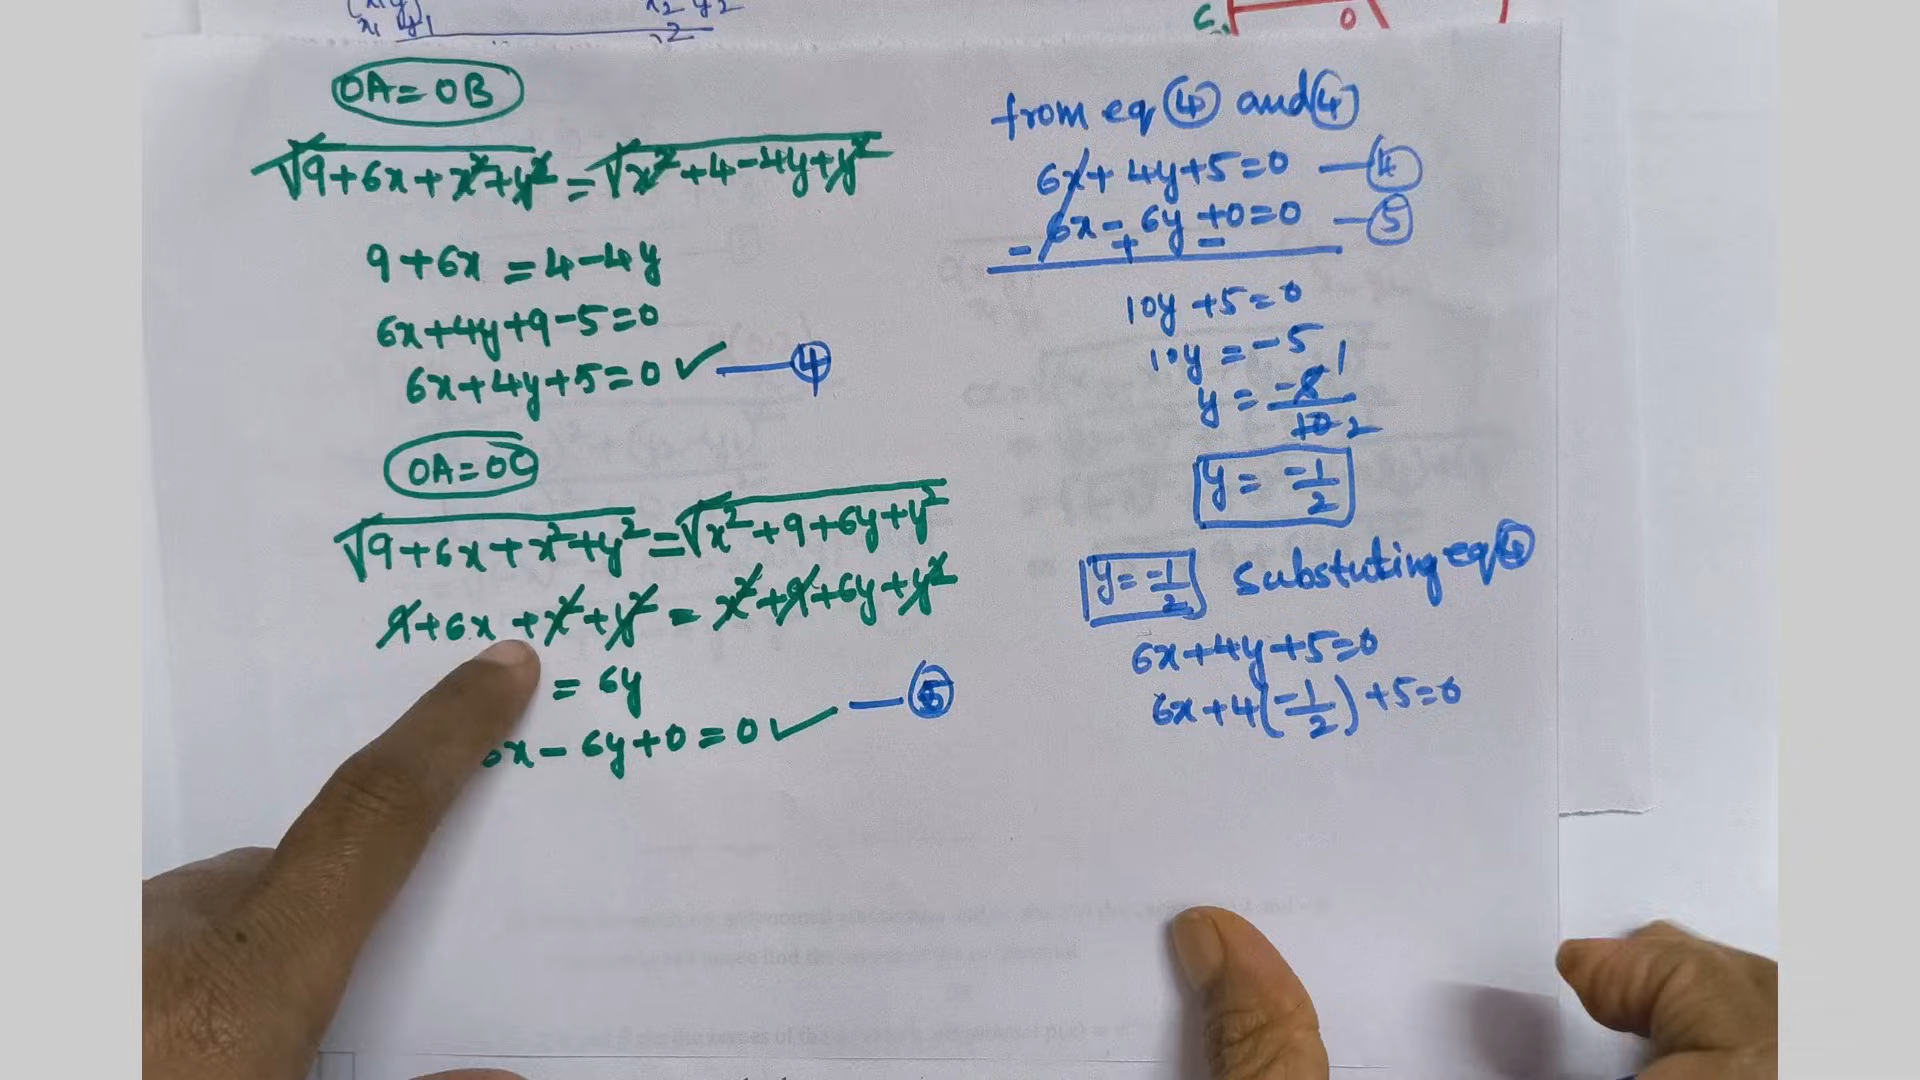 OA = OB
√9+6x+x²+y² = √x²+4-4y+y²
9+6x = 4-4y
6x+4y+9-5=0
6x+4y+5=0 ✓ — ④
OA = OC
√9+6x+x²+y² = √x²+9+6y+y²
9+6x+x²+y² = x²+9+6y+y²
= 6y
6x-6y+0=0 ✓ — ⑤
from eq ④ and ④
6x+4y+5=0 — ④
6x-6y+0=0 — ⑤
- + -
10y+5=0
10y=-5
y = -5/10 1 2
y = -1/2
y = -1/2 Substuting eq ④
6x+4y+5=0
6x+4(-1/2)+5=0